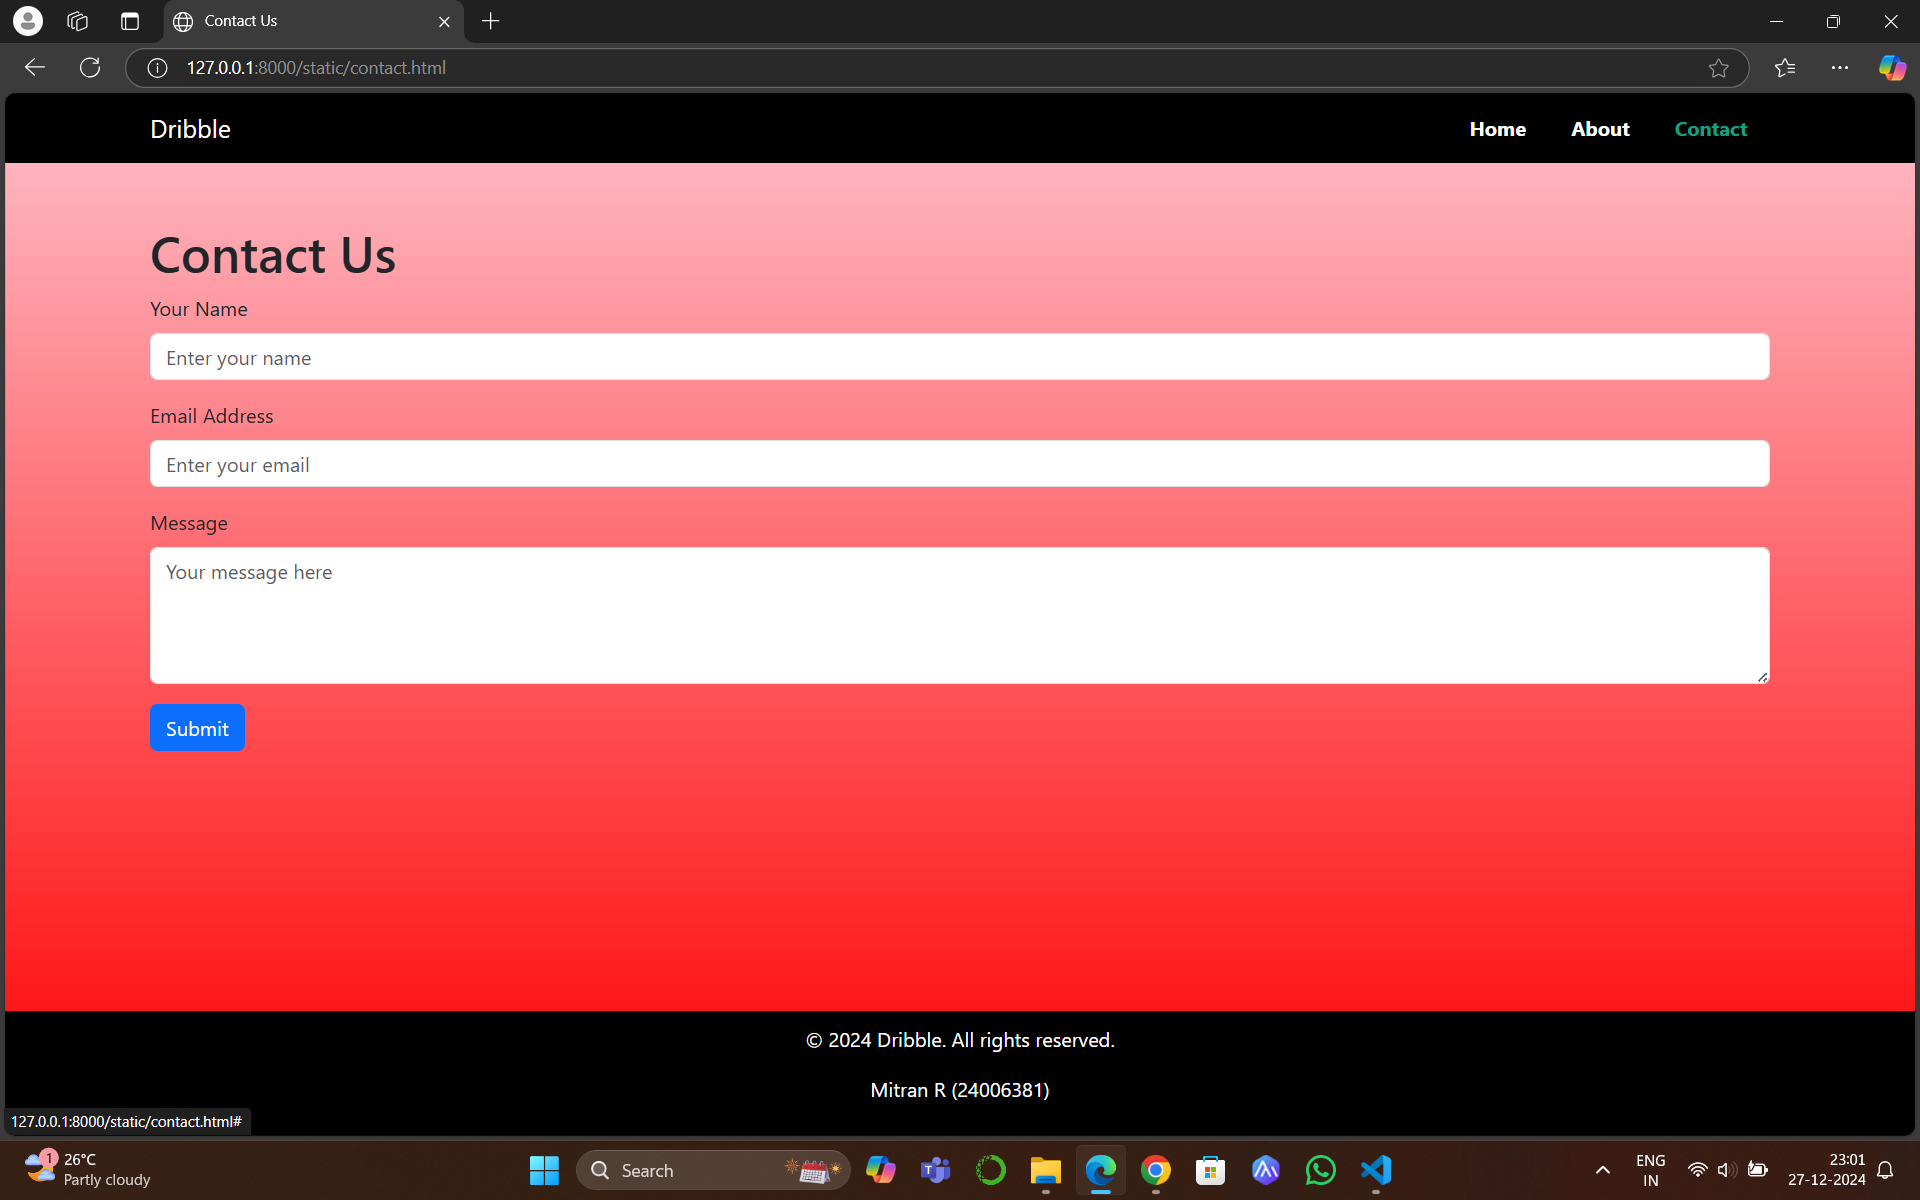 Contact Us
127.0.0.1:8000/static/contact.html
Dribble
Home About Contact
Contact Us
Your Name
Enter your name
Email Address
Enter your email
Message
Your message here
Submit
© 2024 Dribble. All rights reserved.
Mitran R (24006381)
127.0.0.1:8000/static/contact.html#
1
26°C
Partly cloudy
Search
ENG
IN
23:01
27-12-2024